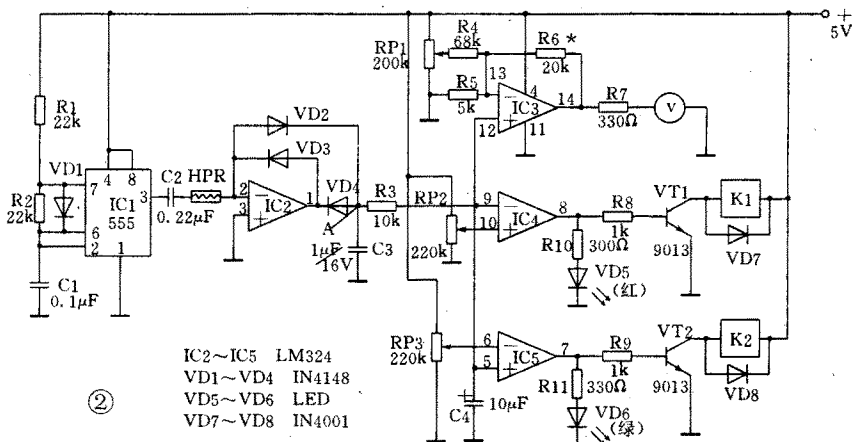 +
5V
R1
22k
VD1
R2
22k
7
6
2
4
8
3
1
IC1
555
C1
0.1μF
C2
0.22μF
HPR
VD2
VD3
2
3
−
+
IC2
1
VD4
A
1μF
16V
C3
R3
10k
RP1
200k
R4
68k
R5
5k
R6 *
20k
13
12
−
+
IC3
4
11
14
R7
330Ω
V
RP2
220k
9
10
−
+
IC4
8
R8
1k
R10
300Ω
VD5
(红)
VT1
9013
K1
VD7
RP3
220k
6
5
−
+
IC5
7
R9
1k
R11
330Ω
VD6
(绿)
VT2
9013
K2
VD8
+
C4
10μF
IC2～IC5 LM324
VD1～VD4 IN4148
VD5～VD6 LED
VD7～VD8 IN4001
②